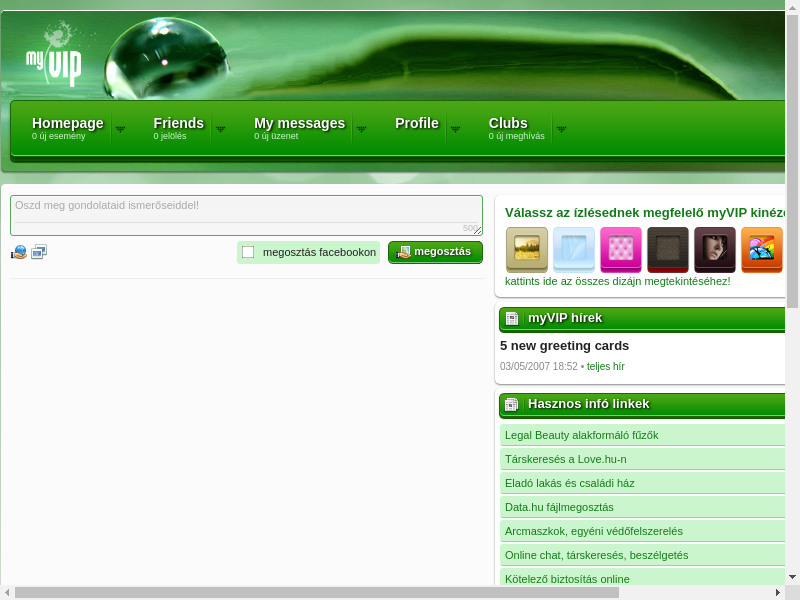 my VIP
Homepage
0 új esemény
Friends
0 jelölés
My messages
0 új üzenet
Profile
Clubs
0 új meghívás
Oszd meg gondolataid ismerőseiddel!
500
megosztás facebookon
megosztás
Válassz az ízlésednek megfelelő myVIP
kattints ide az összes dizájn megtekintéséhez!
myVIP hírek
5 new greeting cards
03/05/2007 18:52 • teljes hír
Hasznos infó linkek
Legal Beauty alakformáló fűzők
Társkeresés a Love.hu-n
Eladó lakás és családi ház
Data.hu fájlmegosztás
Arcmaszkok, egyéni védőfelszerelés
Online chat, társkeresés, beszélgetés
Kötelező biztosítás online